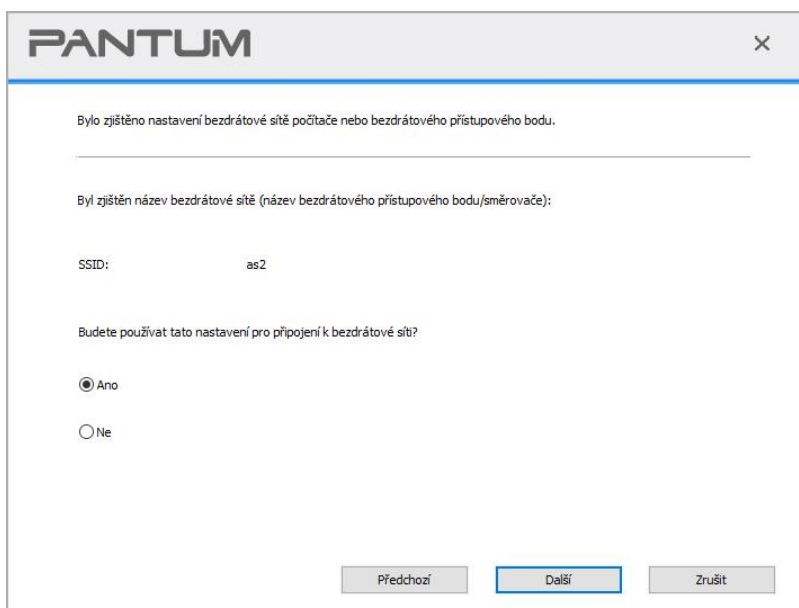 PANTUM
Bylo zjištěno nastavení bezdrátové sítě počítače nebo bezdrátového přístupového bodu.
Byl zjištěn název bezdrátové sítě (název bezdrátového přístupového bodu/směrovače):
SSID: as2
Budete používat tato nastavení pro připojení k bezdrátové síti?
Ano
Ne
Předchozí Další Zrušit